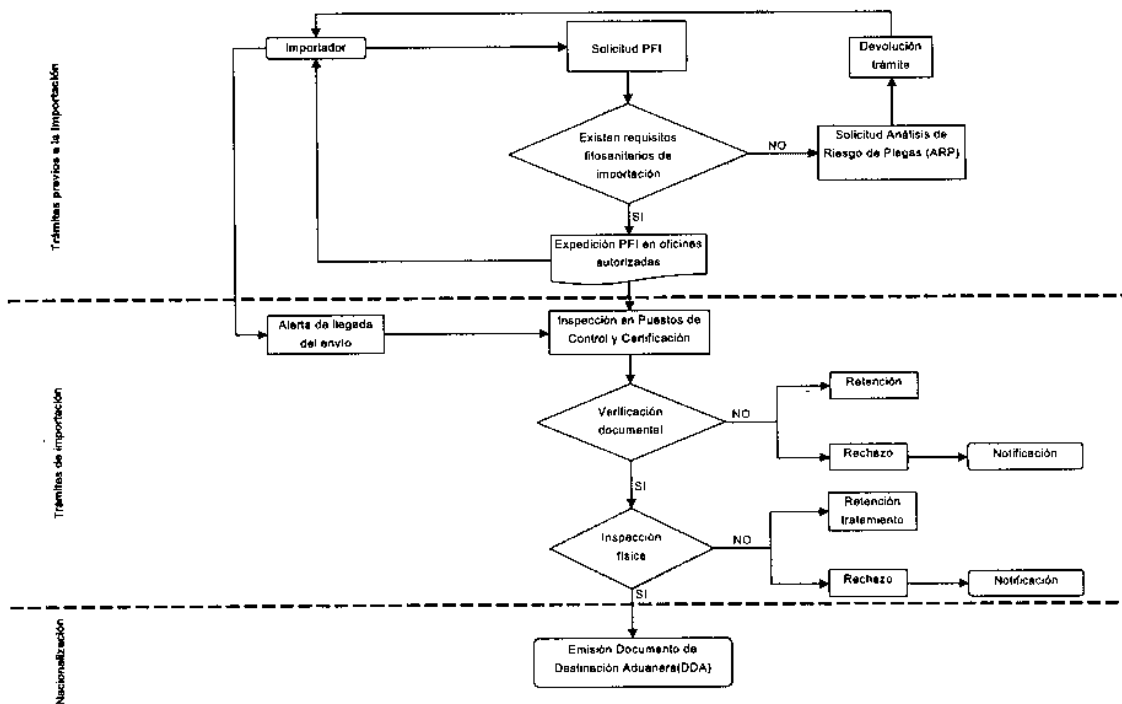 Trámites previos a la Importación
Importador
Solicitud PFI
Devolución
trámite
Existen requisitos
fitosanitarios de
importación
NO
Solicitud Análisis de
Riesgo de Plagas (ARP)
SI
Expedición PFI en oficinas
autorizadas
Trámites de importación
Alerta de llegada
del envío
Inspección en Puestos de
Control y Certificación
Verificación
documental
NO
Retención
Rechazo
Notificación
SI
Inspección
física
NO
Retención
tratamiento
Rechazo
Notificación
SI
Nacionalización
Emisión Documento de
Destinación Aduanera(DDA)